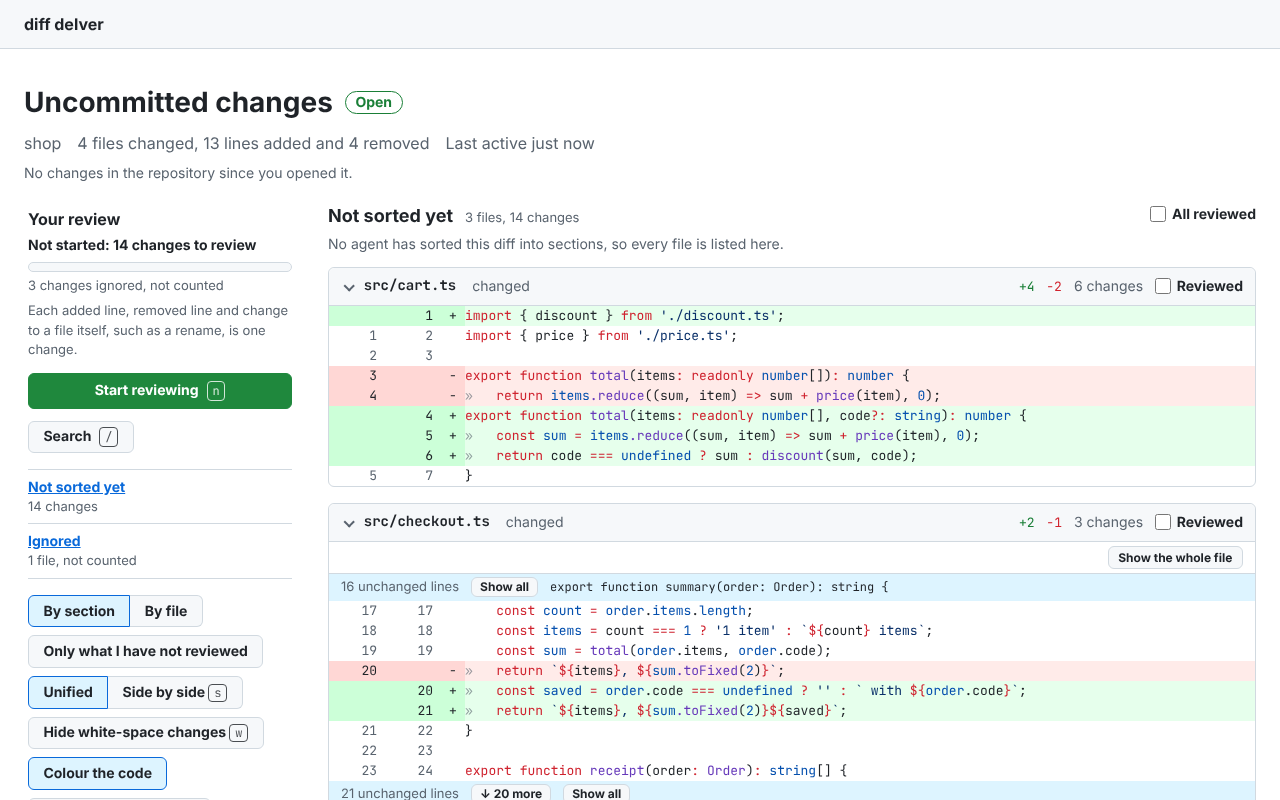 diff delver
Uncommitted changes Open
shop 4 files changed, 13 lines added and 4 removed Last active just now
No changes in the repository since you opened it.
Your review
Not started: 14 changes to review
3 changes ignored, not counted
Each added line, removed line and change
to a file itself, such as a rename, is one
change.
Start reviewing n
Search /
Not sorted yet
14 changes
Ignored
1 file, not counted
By section By file
Only what I have not reviewed
Unified Side by side s
Hide white-space changes w
Colour the code
Not sorted yet 3 files, 14 changes All reviewed
No agent has sorted this diff into sections, so every file is listed here.
src/cart.ts changed +4 -2 6 changes Reviewed
1 + import { discount } from './discount.ts';
1 2 import { price } from './price.ts';
2 3
3 - export function total(items: readonly number[]): number {
4 - » return items.reduce((sum, item) => sum + price(item), 0);
4 + export function total(items: readonly number[], code?: string): number {
5 + » const sum = items.reduce((sum, item) => sum + price(item), 0);
6 + » return code === undefined ? sum : discount(sum, code);
5 7 }
src/checkout.ts changed +2 -1 3 changes Reviewed
Show the whole file
16 unchanged lines Show all export function summary(order: Order): string {
17 17 const count = order.items.length;
18 18 const items = count === 1 ? '1 item' : `${count} items`;
19 19 const sum = total(order.items, order.code);
20 - » return `${items}, ${sum.toFixed(2)}`;
20 + » const saved = order.code === undefined ? '' : ` with ${order.code}`;
21 + » return `${items}, ${sum.toFixed(2)}${saved}`;
21 22 }
22 23
23 24 export function receipt(order: Order): string[] {
21 unchanged lines ↓ 20 more Show all